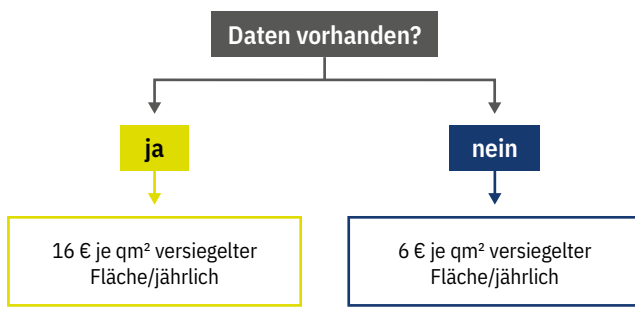 Daten vorhanden?
ja
nein
16 € je qm² versiegelter
Fläche/jährlich
6 € je qm² versiegelter
Fläche/jährlich